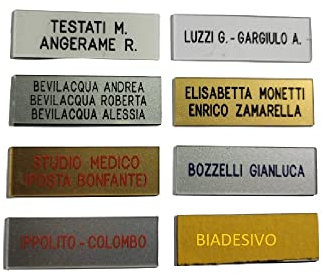 TESTATI M.
ANGERAME R.
LUZZI G.-GARGIULO A.
BEVILACQUA ANDREA
BEVILACQUA ROBERTA
BEVILACQUA ALESSIA
ELISABETTA MONETTI
ENRICO ZAMARELLA
STUDIO MEDICO
(POSTA BONFANTE)
BOZZELLI GIANLUCA
IPPOLITO - COLOMBO
BIADESIVO